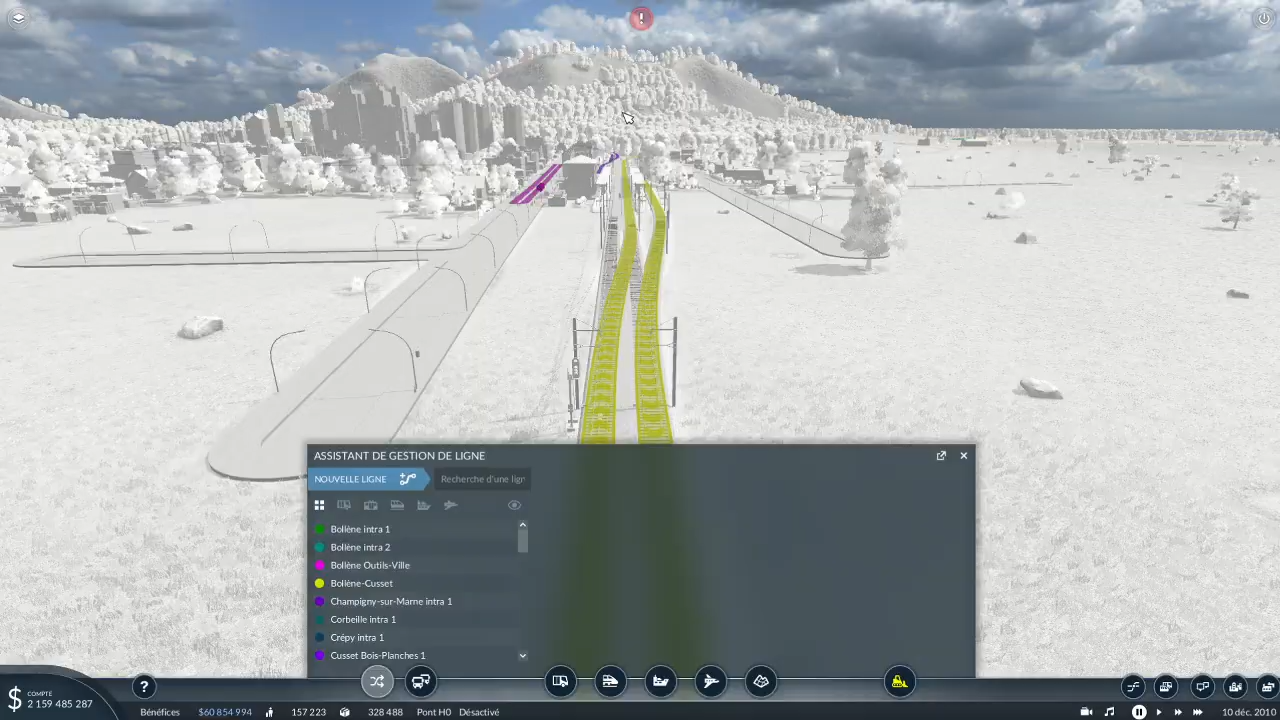 ASSISTANT DE GESTION DE LIGNE
NOUVELLE LIGNE
Recherche d'une lign
Bollène intra 1
Bollène intra 2
Bollène Outils-Ville
Bollène-Cusset
Champigny-sur-Marne intra 1
Corbeille intra 1
Crépy intra 1
Cusset Bois-Planches 1
$ COMPTE
2 159 485 287
?
Bénéfices $60 854 994 157 223 328 488 Pont H0 Désactivé
10 déc. 2010